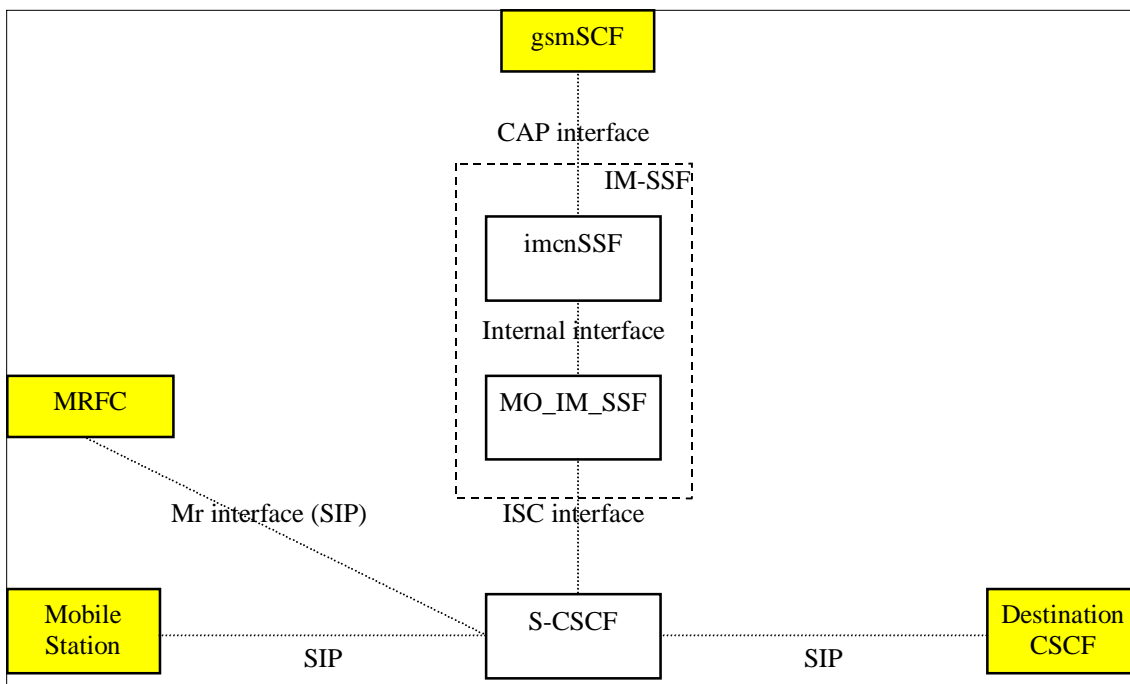 gsmSCF
CAP interface
IM-SSF
imcnSSF
Internal interface
MRFC
MO_IM_SSF
Mr interface (SIP)
ISC interface
Mobile
Station
SIP
S-CSCF
SIP
Destination
CSCF